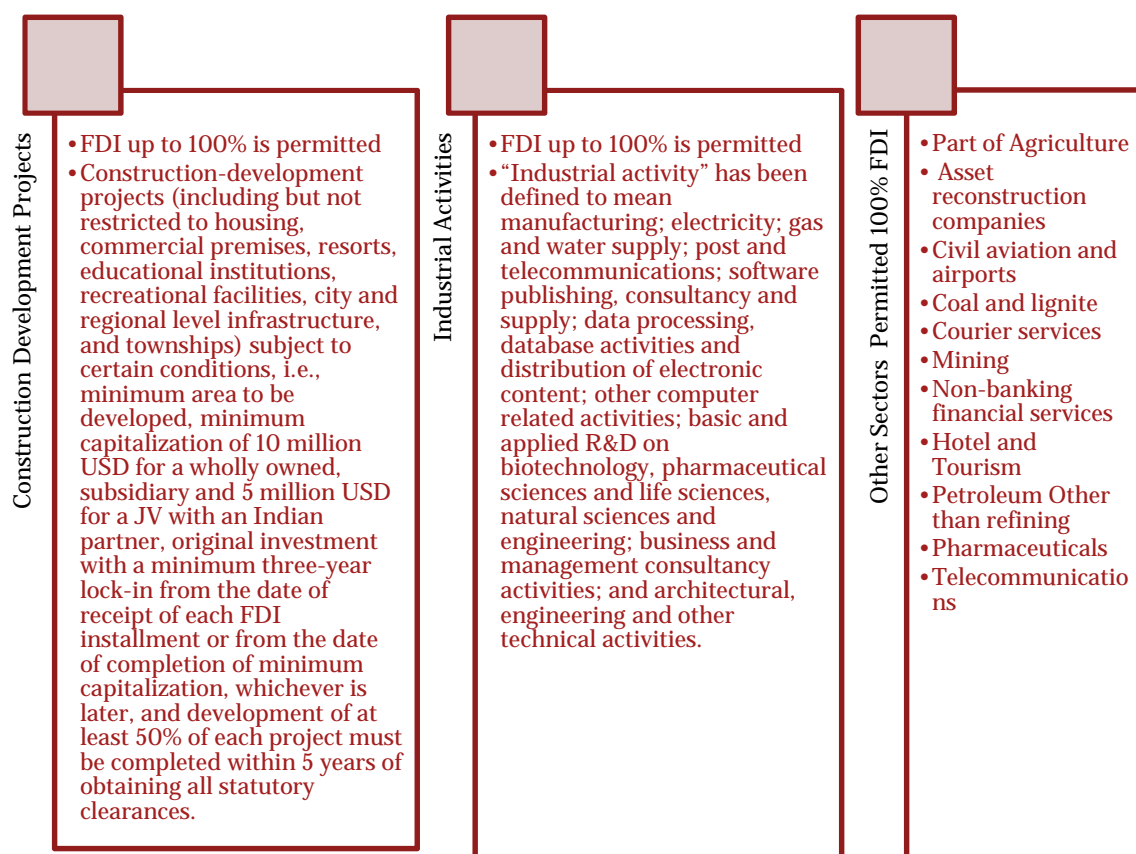 Construction Development Projects
•FDI up to 100% is permitted
•Construction-development
projects (including but not
restricted to housing,
commercial premises, resorts,
educational institutions,
recreational facilities, city and
regional level infrastructure,
and townships) subject to
certain conditions, i.e.,
minimum area to be
developed, minimum
capitalization of 10 million
USD for a wholly owned,
subsidiary and 5 million USD
for a JV with an Indian
partner, original investment
with a minimum three-year
lock-in from the date of
receipt of each FDI
installment or from the date
of completion of minimum
capitalization, whichever is
later, and development of at
least 50% of each project must
be completed within 5 years of
obtaining all statutory
clearances.
Industrial Activities
•FDI up to 100% is permitted
•“Industrial activity” has been
defined to mean
manufacturing; electricity; gas
and water supply; post and
telecommunications; software
publishing, consultancy and
supply; data processing,
database activities and
distribution of electronic
content; other computer
related activities; basic and
applied R&D on
biotechnology, pharmaceutical
sciences and life sciences,
natural sciences and
engineering; business and
management consultancy
activities; and architectural,
engineering and other
technical activities.
Other Sectors Permitted 100% FDI
•Part of Agriculture
• Asset
reconstruction
companies
•Civil aviation and
airports
•Coal and lignite
•Courier services
•Mining
•Non-banking
financial services
•Hotel and
Tourism
•Petroleum Other
than refining
•Pharmaceuticals
•Telecommunicatio
ns